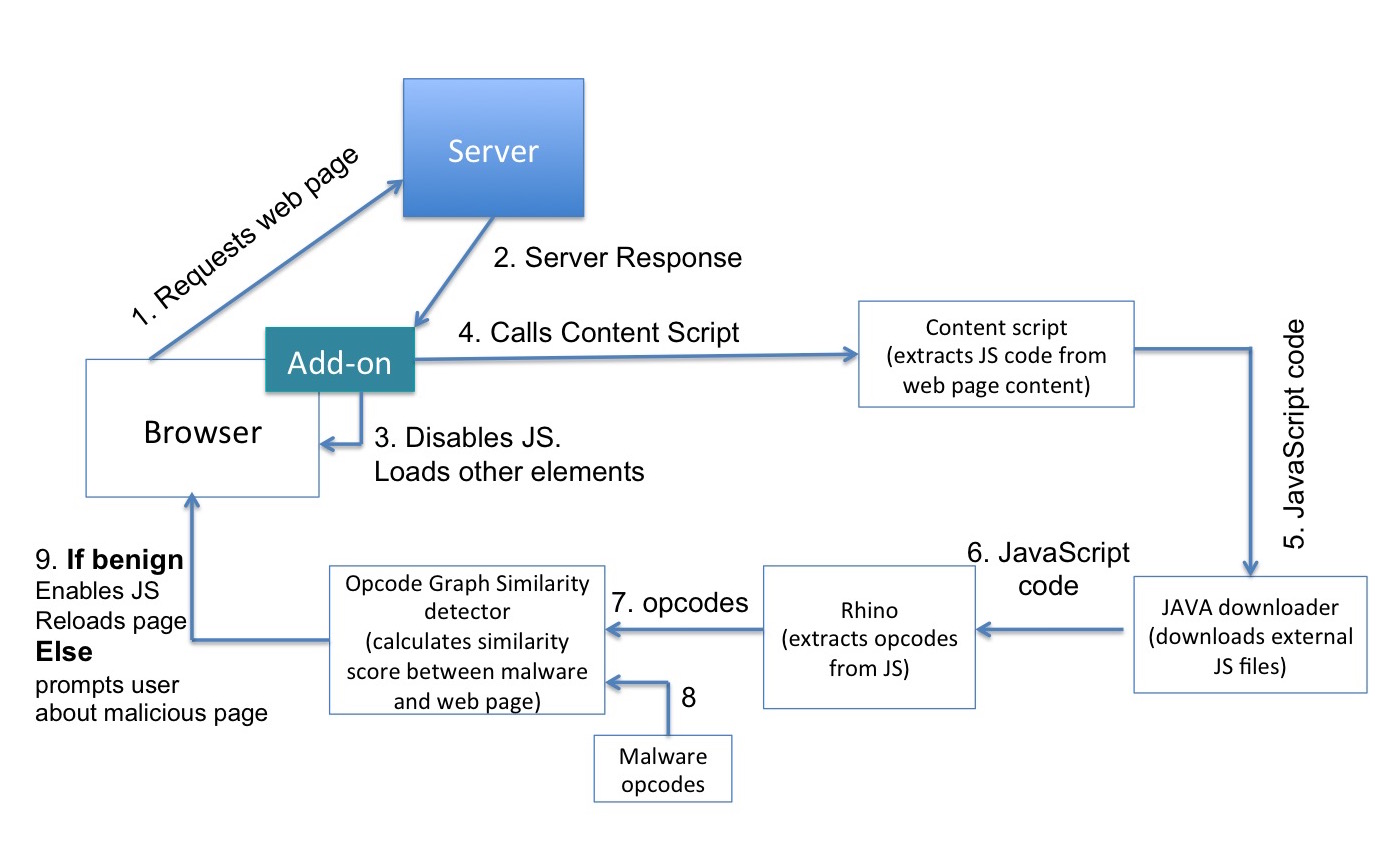 Server
1. Requests web page
2. Server Response
Add-on
4. Calls Content Script
Content script
(extracts JS code from
web page content)
5. JavaScript code
Browser
3. Disables JS.
Loads other elements
9. If benign
Enables JS
Reloads page
Else
prompts user
about malicious page
Opcode Graph Similarity
detector
(calculates similarity
score between malware
and web page)
7. opcodes
8
Malware
opcodes
Rhino
(extracts opcodes
from JS)
6. JavaScript
code
JAVA downloader
(downloads external
JS files)